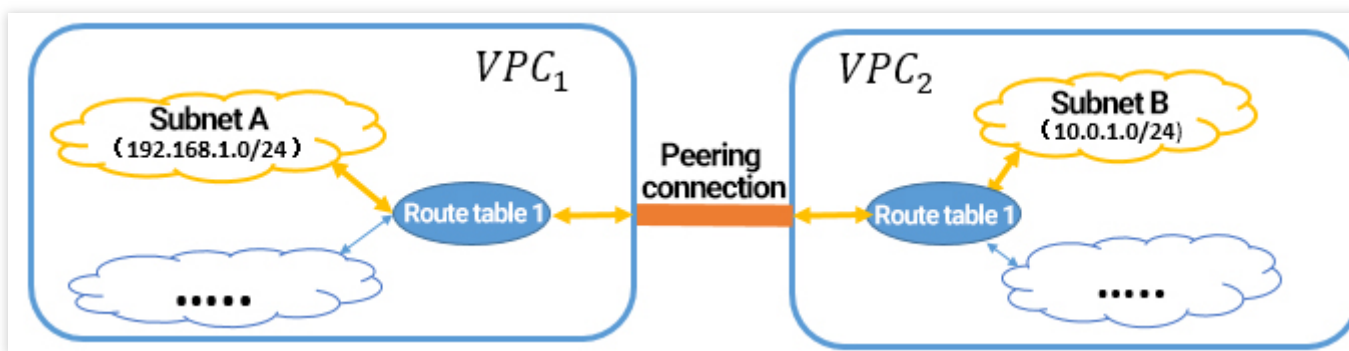 VPC₁
Subnet A
(192.168.1.0/24)
Route table 1
.....
Peering
connection
VPC₂
Subnet B
(10.0.1.0/24)
Route table 1
.....